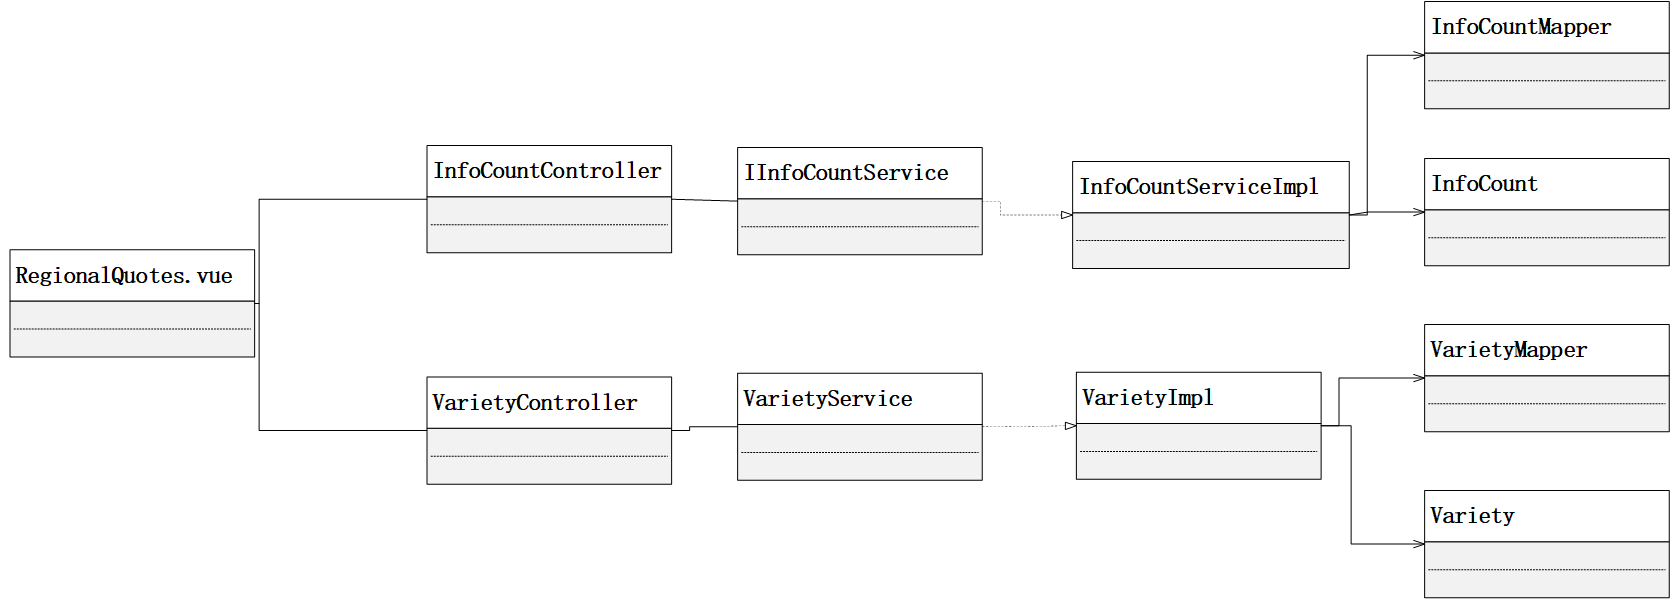 InfoCountMapper
InfoCountController
IInfoCountService
InfoCountServiceImpl
InfoCount
RegionalQuotes.vue
VarietyController
VarietyService
VarietyImpl
VarietyMapper
Variety